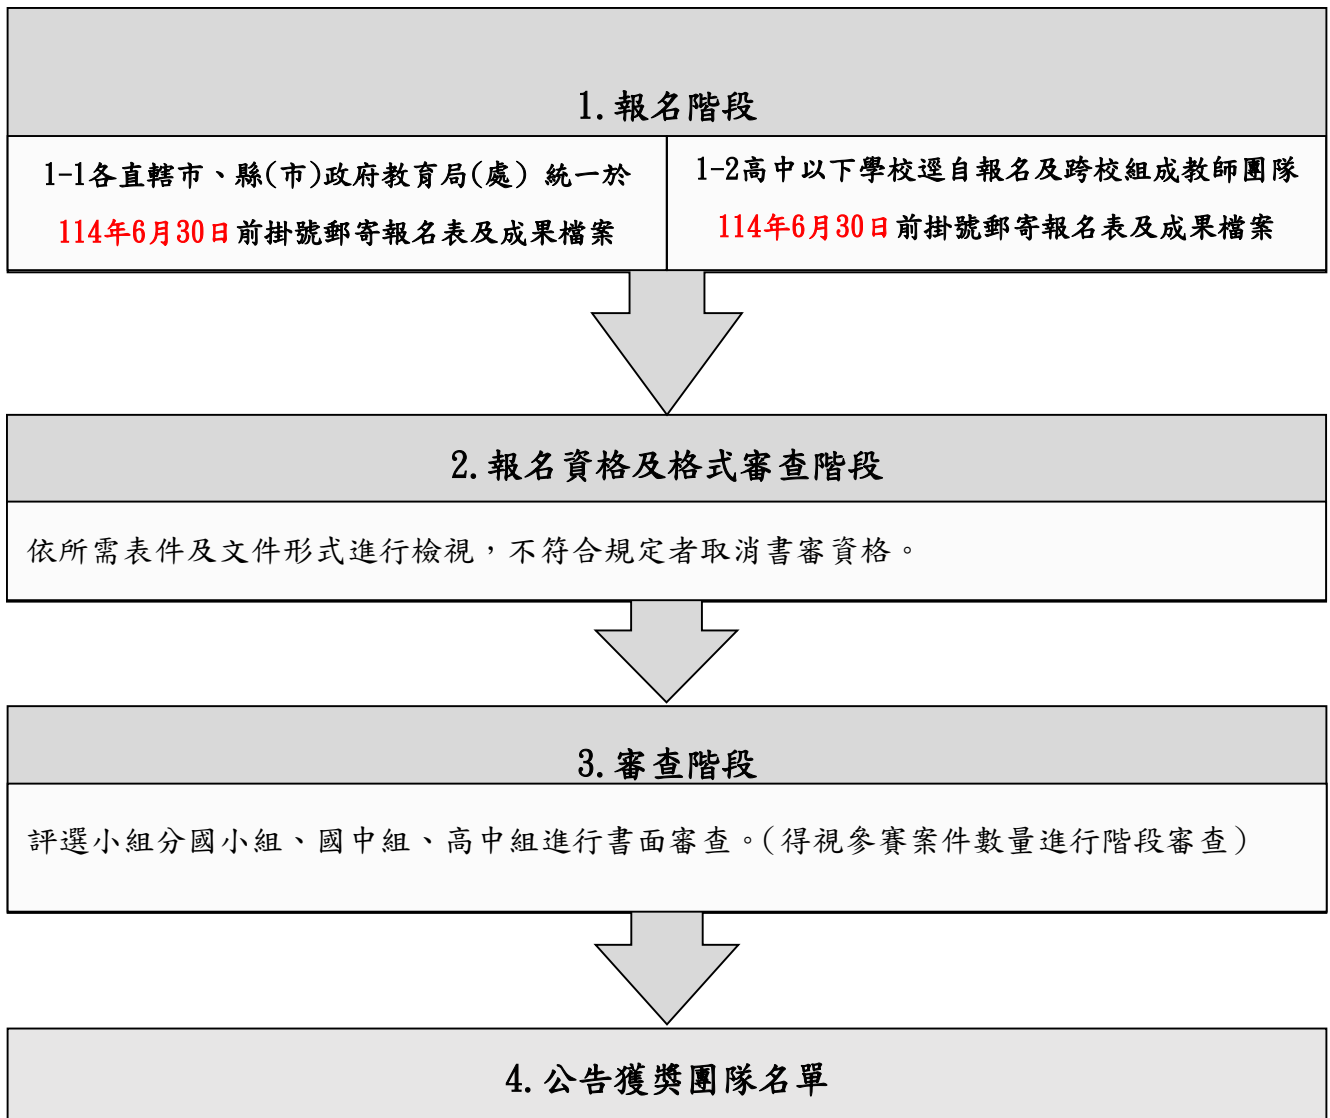 1.報名階段
1-1各直轄市、縣(市)政府教育局(處) 統一於
114年6月30日前掛號郵寄報名表及成果檔案
1-2高中以下學校逕自報名及跨校組成教師團隊
114年6月30日前掛號郵寄報名表及成果檔案
2.報名資格及格式審查階段
依所需表件及文件形式進行檢視，不符合規定者取消書審資格。
3.審查階段
評選小組分國小組、國中組、高中組進行書面審查。(得視參賽案件數量進行階段審查)
4.公告獲獎團隊名單